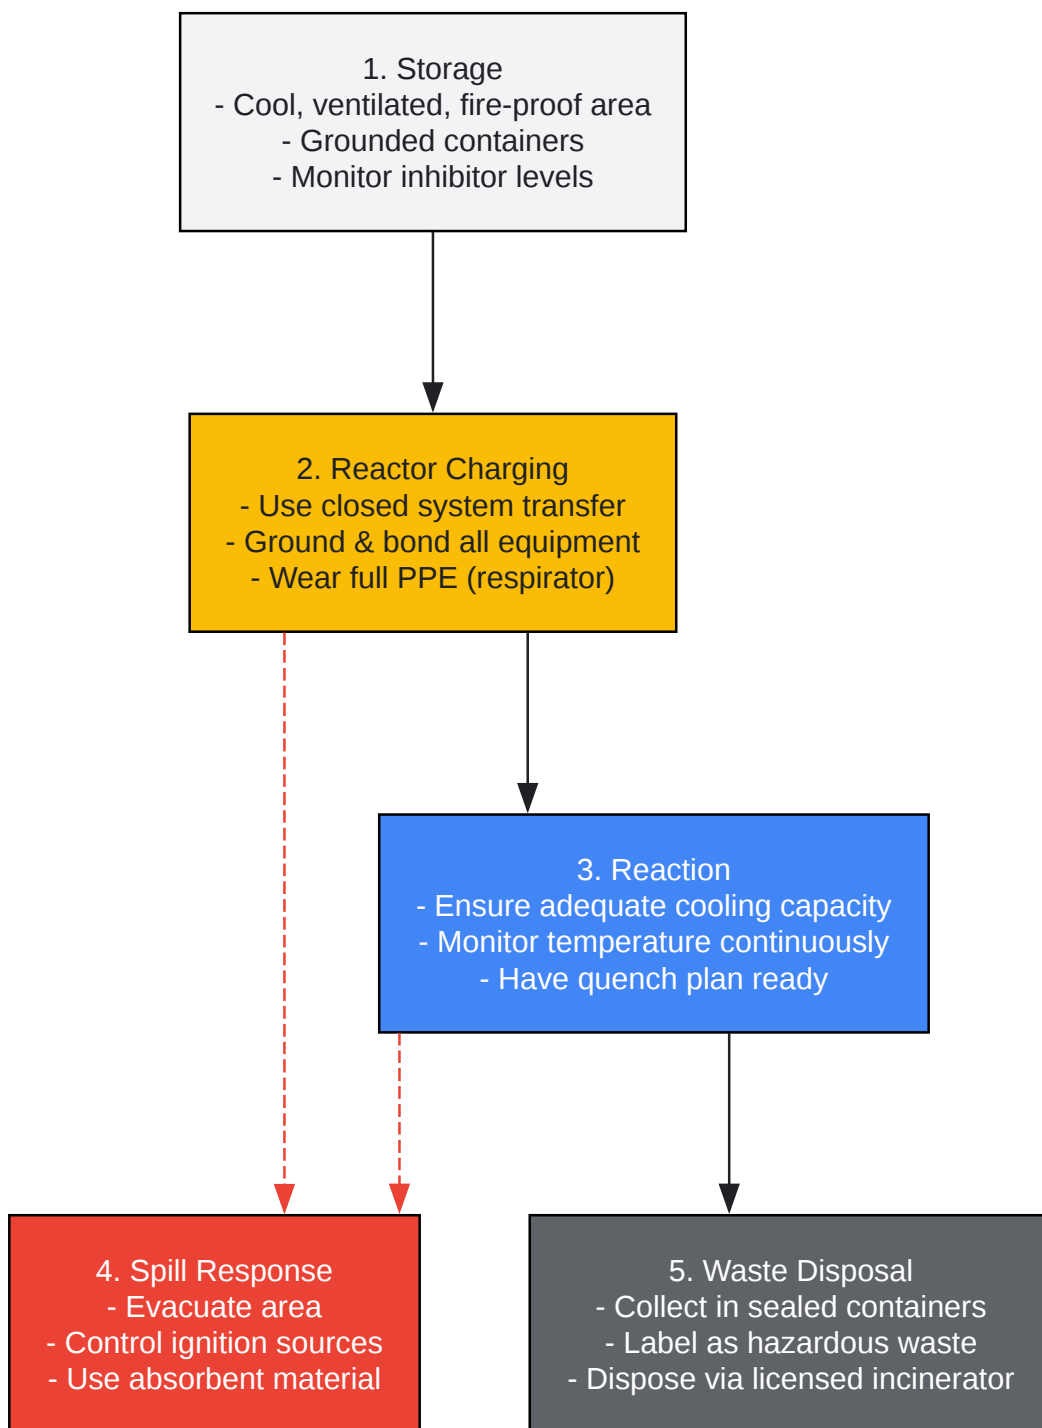 1. Storage
- Cool, ventilated, fire-proof area
- Grounded containers
- Monitor inhibitor levels
2. Reactor Charging
- Use closed system transfer
- Ground & bond all equipment
- Wear full PPE (respirator)
3. Reaction
- Ensure adequate cooling capacity
- Monitor temperature continuously
- Have quench plan ready
4. Spill Response
- Evacuate area
- Control ignition sources
- Use absorbent material
5. Waste Disposal
- Collect in sealed containers
- Label as hazardous waste
- Dispose via licensed incinerator